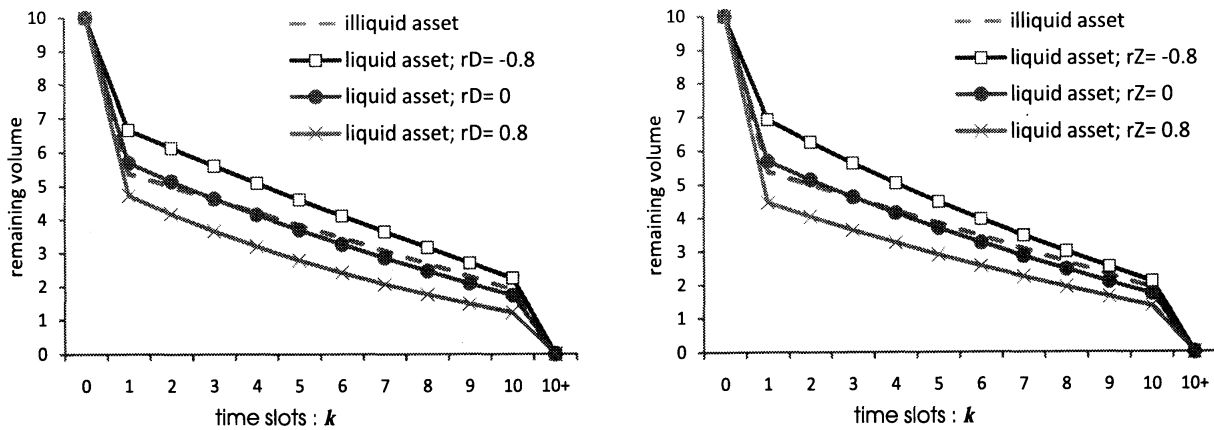 10
9
8
7
6
5
4
3
2
1
0
remaining volume
illiquid asset
liquid asset; rD= -0.8
liquid asset; rD= 0
liquid asset; rD= 0.8
0 1 2 3 4 5 6 7 8 9 10 10+
time slots : k
10
9
8
7
6
5
4
3
2
1
0
remaining volume
illiquid asset
liquid asset; rZ= -0.8
liquid asset; rZ= 0
liquid asset; rZ= 0.8
0 1 2 3 4 5 6 7 8 9 10 10+
time slots : k